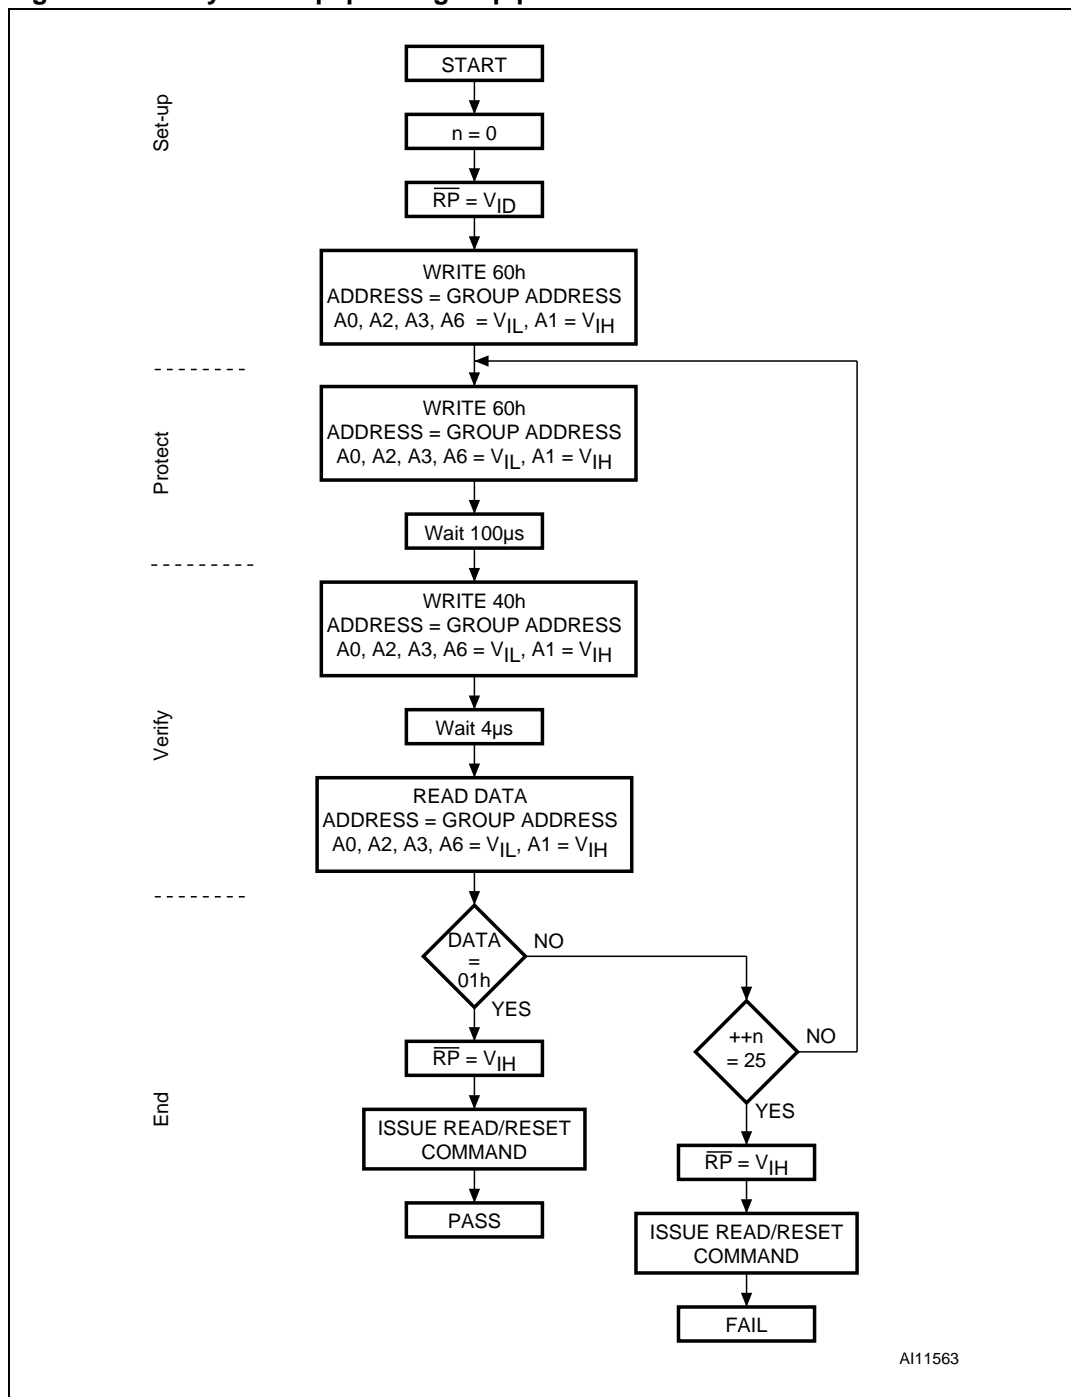 START
Set-up
n = 0
RP = VID
WRITE 60h
ADDRESS = GROUP ADDRESS
A0, A2, A3, A6 = VIL, A1 = VIH
Protect
WRITE 60h
ADDRESS = GROUP ADDRESS
A0, A2, A3, A6 = VIL, A1 = VIH
Wait 100µs
WRITE 40h
ADDRESS = GROUP ADDRESS
A0, A2, A3, A6 = VIL, A1 = VIH
Verify
Wait 4µs
READ DATA
ADDRESS = GROUP ADDRESS
A0, A2, A3, A6 = VIL, A1 = VIH
End
DATA
=
01h
NO
YES
++n
= 25
NO
YES
RP = VIH
ISSUE READ/RESET
COMMAND
PASS
RP = VIH
ISSUE READ/RESET
COMMAND
FAIL
AI11563